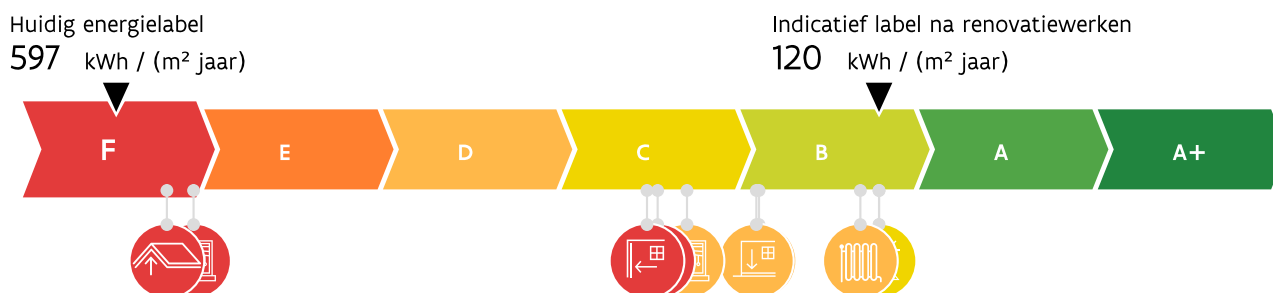 Huidig energielabel
597 kWh / (m² jaar)
Indicatief label na renovatiewerken
120 kWh / (m² jaar)
F E D C B A A+